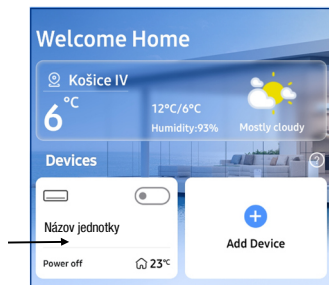 Welcome Home
Košice IV
6°C
12°C/6°C
Humidity:93%
Mostly cloudy
Devices
Názov jednotky
Power off
23°C
Add Device